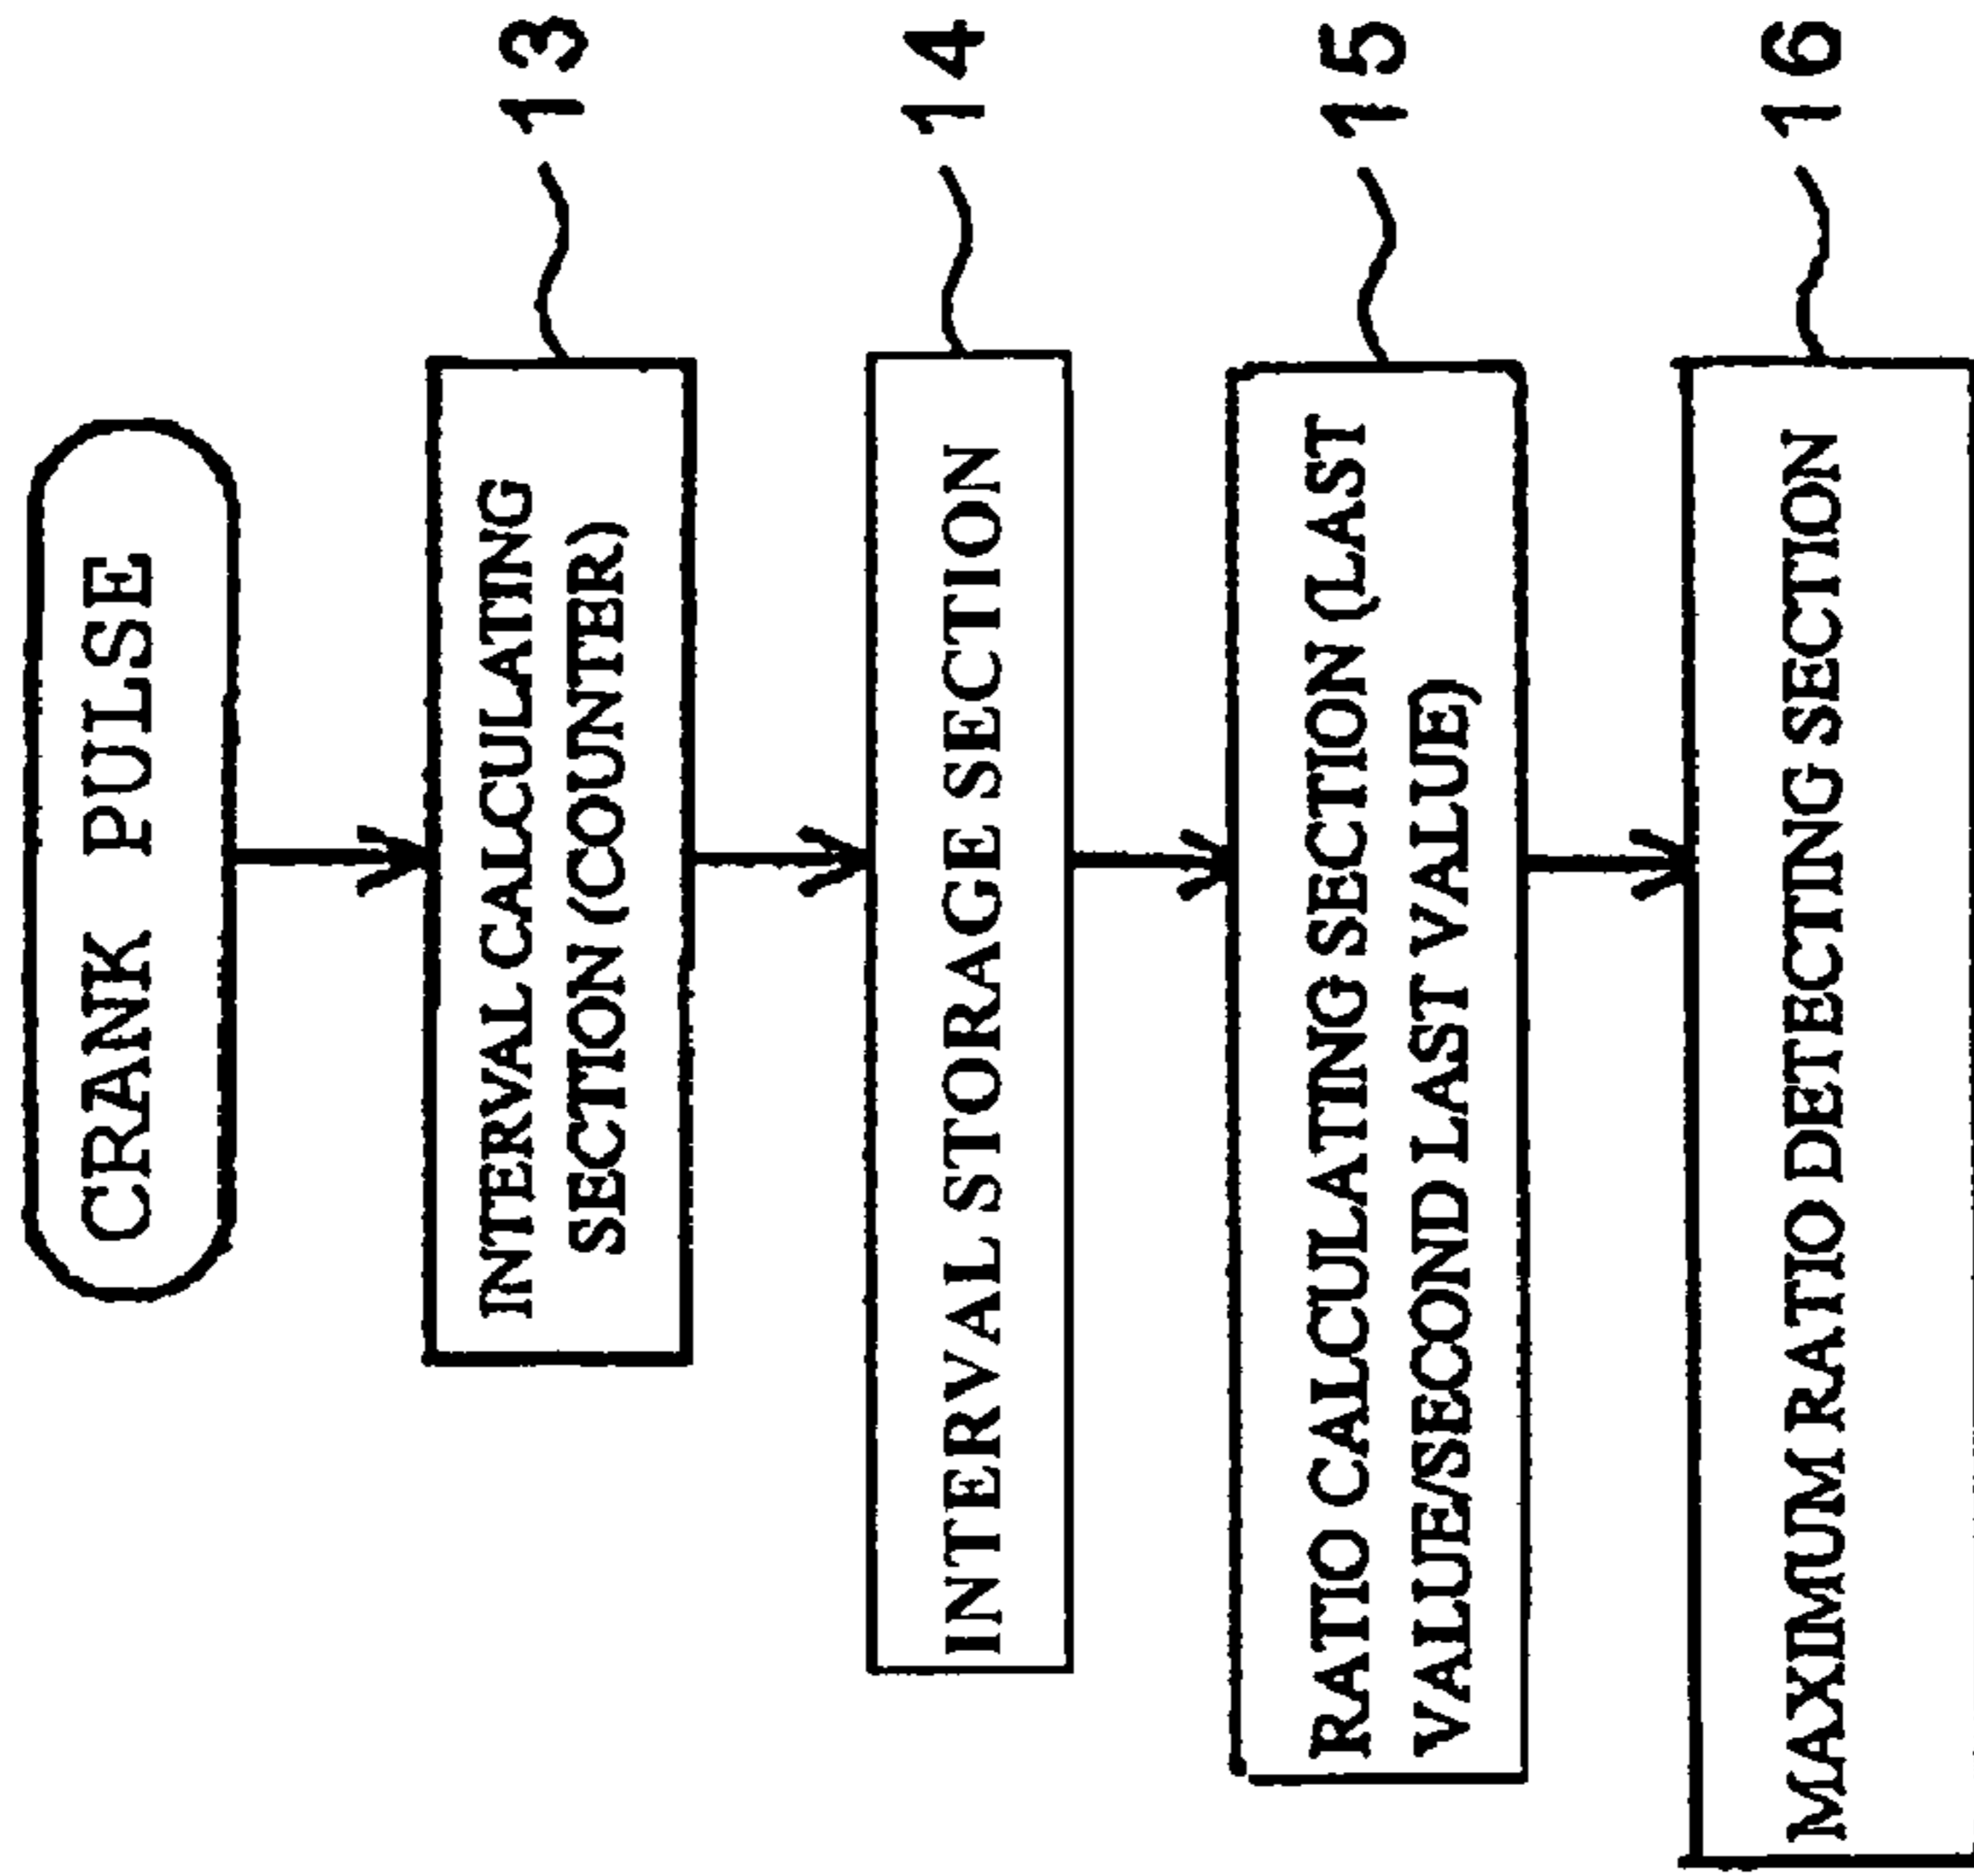 CRANK PULSE
INTERVAL CALCULATING
SECTION (COUNTER)
13
INTERVAL STORAGE SECTION
14
RATIO CALCULATING SECTION (LAST
VALUE/SECOND LAST VALUE)
15
MAXIMUM RATIO DETECTING SECTION
16